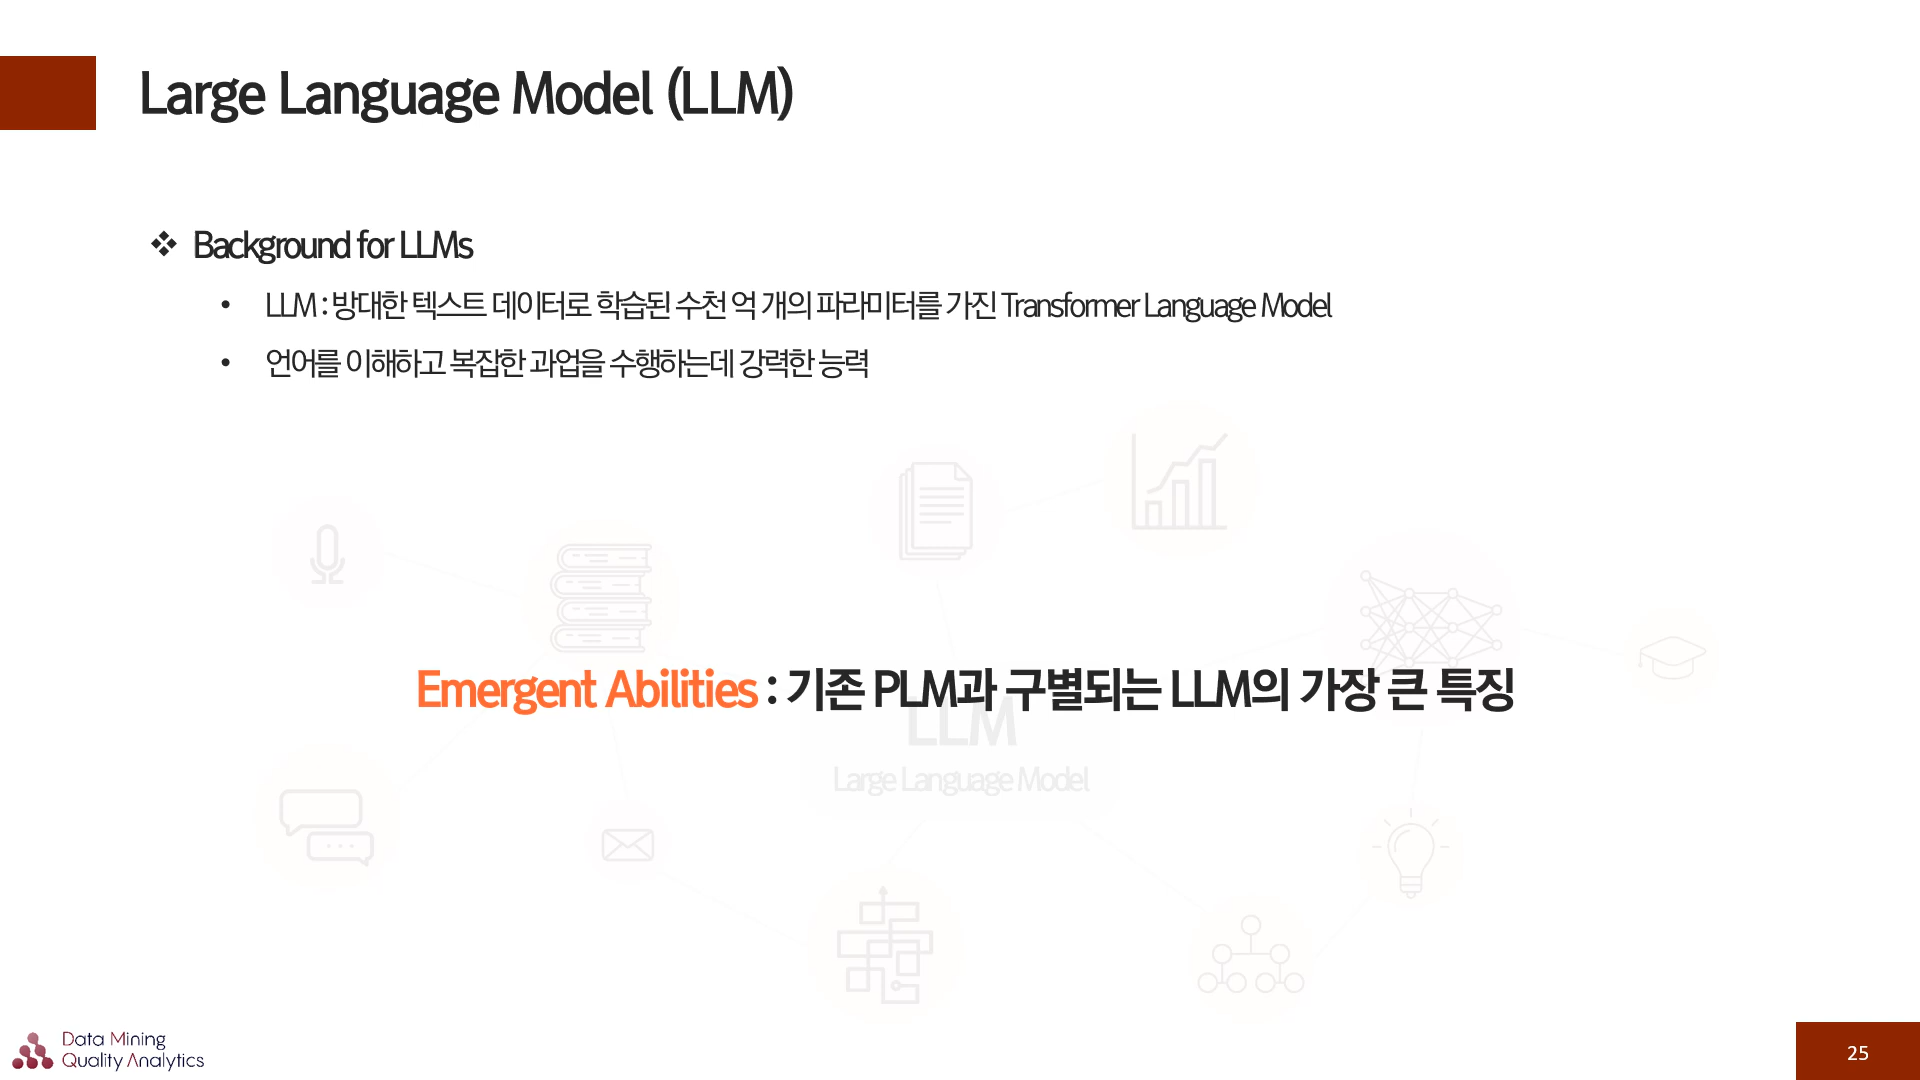 Large Language Model (LLM)
❖ Background for LLMs
• LLM : 방대한 텍스트 데이터로 학습된 수천 억 개의 파라미터를 가진 Transformer Language Model
• 언어를 이해하고 복잡한 과업을 수행하는데 강력한 능력
Emergent Abilities : 기존 PLM과 구별되는 LLM의 가장 큰 특징
LLM
Large Language Model
Data Mining
Quality Analytics
25